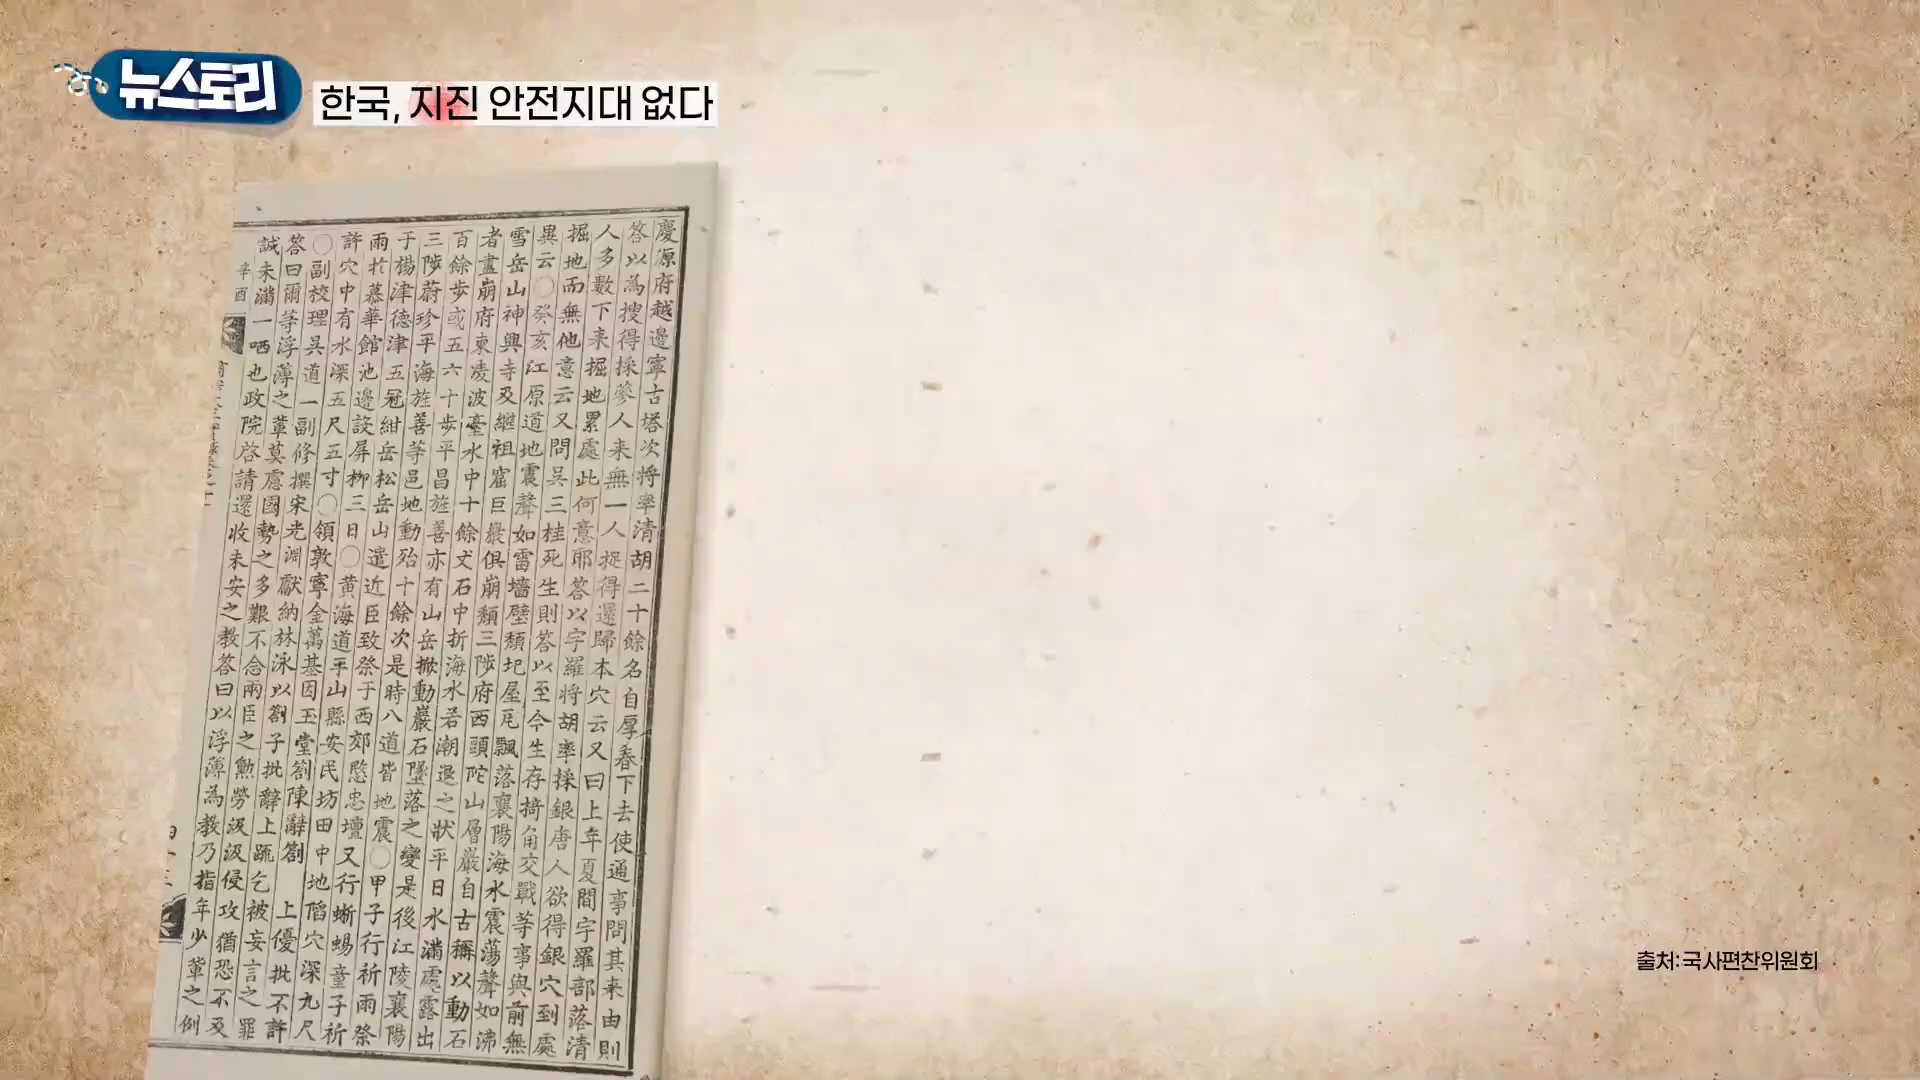 뉴스토리
한국, 지진 안전지대 없다
慶源府越邊寧古塔次將率清胡二十餘名自厚春下去使通事問其来由則
答以為搜得採蔘人来無一人捉得還歸本穴云又曰上年夏間字羅部落清
人多數下来掘地累處此何意耶答以字羅將胡率採銀唐人欲得銀穴到處
掘地而無他意云又問吳三桂死生則答以至今生存掎角交戰等事與前無
異云〇癸亥江原道地震聲如雷墻壁頹圮屋瓦飄落襄陽海水震蕩聲如沸
雪岳山神興寺及繼祖窟巨巖俱崩頹三陟府西頭陀山層巖自古稱以動石
者盡崩府東凌波臺水中十餘丈石中折海水若潮退之狀平日水滿處露出
百餘步或五六十步平昌旌善亦有山岳掀動巖石墜落之變是後江陵襄陽
三陟蔚珍平海旌善等邑地動殆十餘次是時八道皆地震〇甲子行祈雨祭
于楊津德津五冠紺岳松岳山遣近臣致祭于西郊愍忠壇又行蜥蜴童子祈
雨於慕華館池邊設屏柳三日〇黃海道平山縣安民坊田中地陷穴深九尺
許穴中有水深五尺五寸〇領敦寧金萬基因玉堂箚陳辭箚 上優批不許
〇副校理吳道一副修撰宋光淵獻納林泳以箚子批辭上疏乞被妄言之罪
答曰爾等浮薄之輩莫慮國勢之多艱不念兩臣之勳勞汲汲侵攻猶恐不及
誠未滿一哂也政院啓請還收未安之教答曰以浮薄為教乃指年少輩之例
辛酉
출처:국사편찬위원회